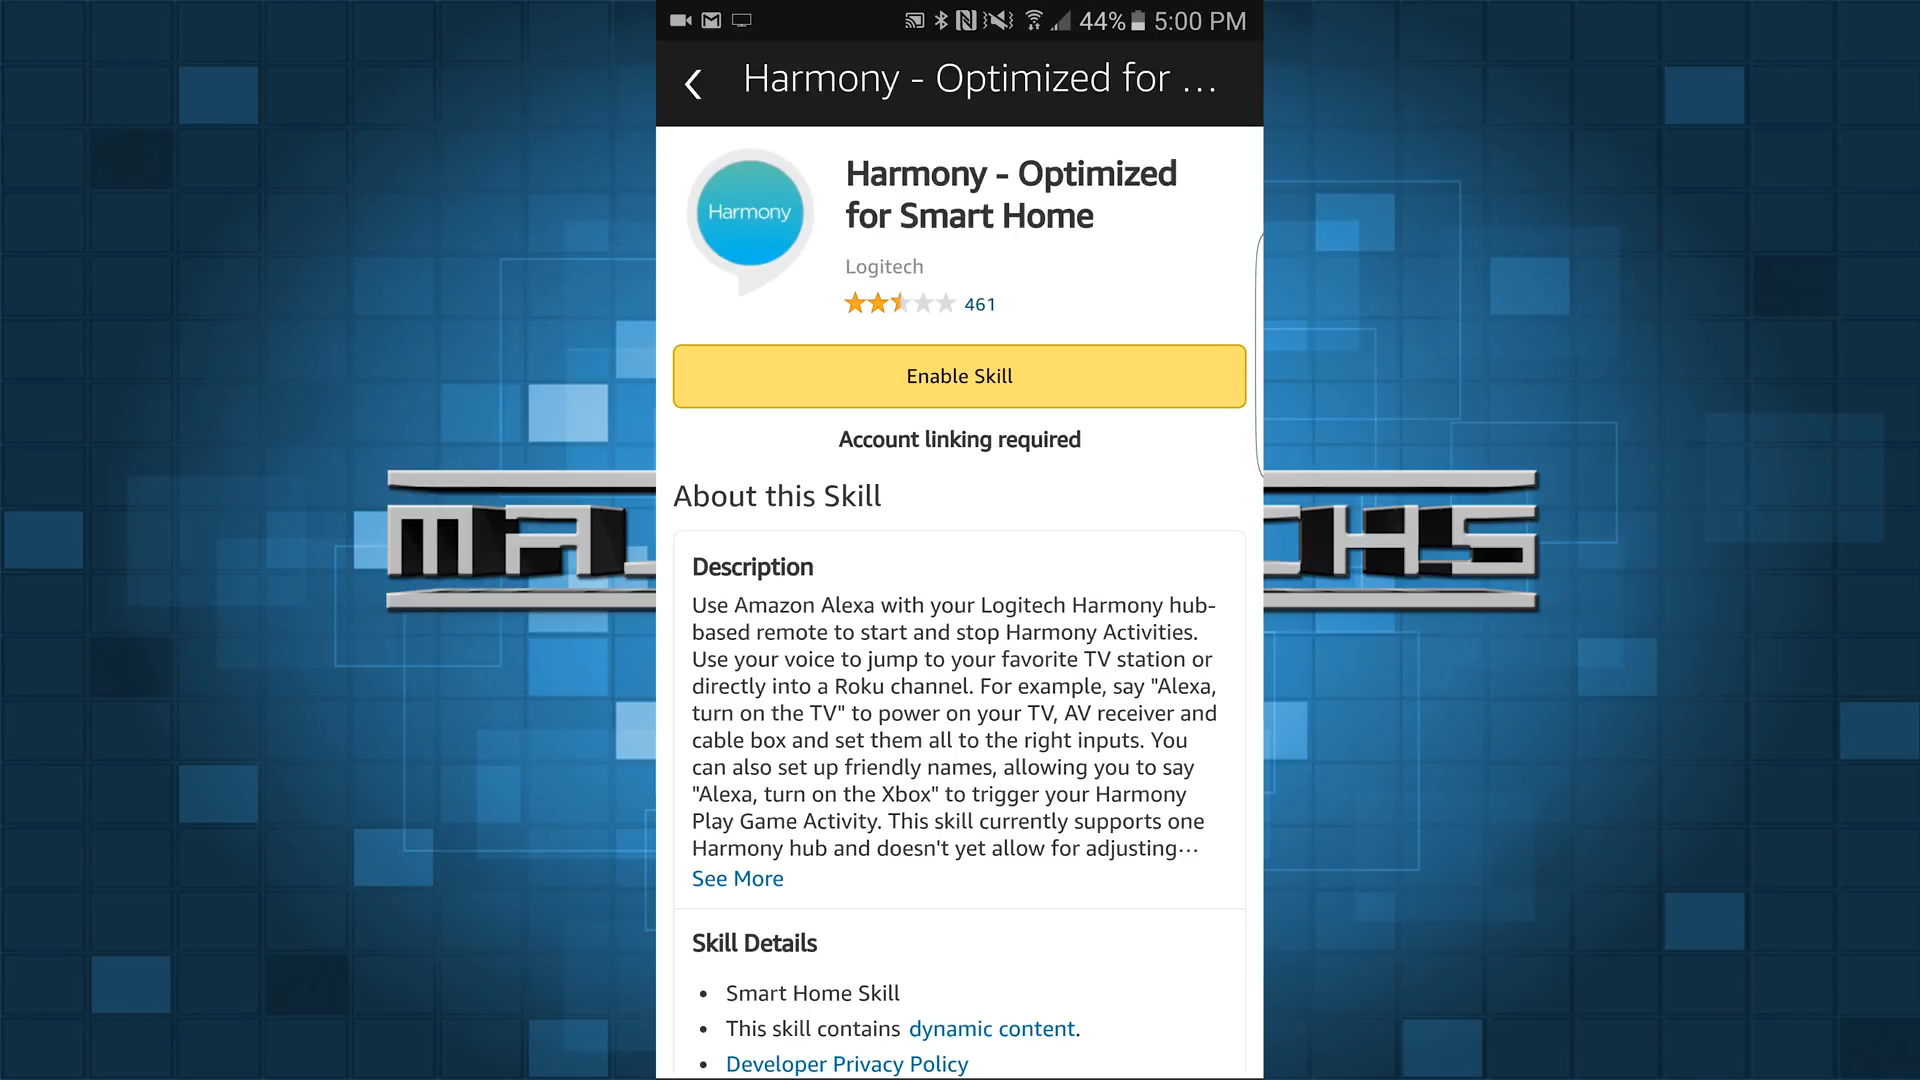 44% 5:00 PM
Harmony - Optimized for ...
Harmony
Harmony - Optimized
for Smart Home
Logitech
461
Enable Skill
Account linking required
About this Skill
Description
Use Amazon Alexa with your Logitech Harmony hub-
based remote to start and stop Harmony Activities.
Use your voice to jump to your favorite TV station or
directly into a Roku channel. For example, say "Alexa,
turn on the TV" to power on your TV, AV receiver and
cable box and set them all to the right inputs. You
can also set up friendly names, allowing you to say
"Alexa, turn on the Xbox" to trigger your Harmony
Play Game Activity. This skill currently supports one
Harmony hub and doesn't yet allow for adjusting...
See More
Skill Details
• Smart Home Skill
• This skill contains dynamic content.
• Developer Privacy Policy